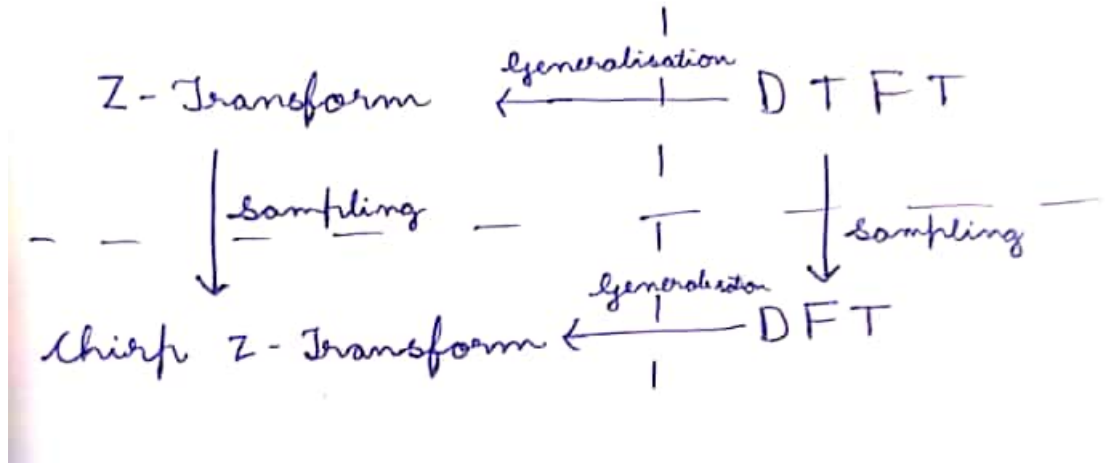 Generalisation
Z-Transform DTFT
Sampling
Sampling
Generalisation
Chirp Z-Transform DFT